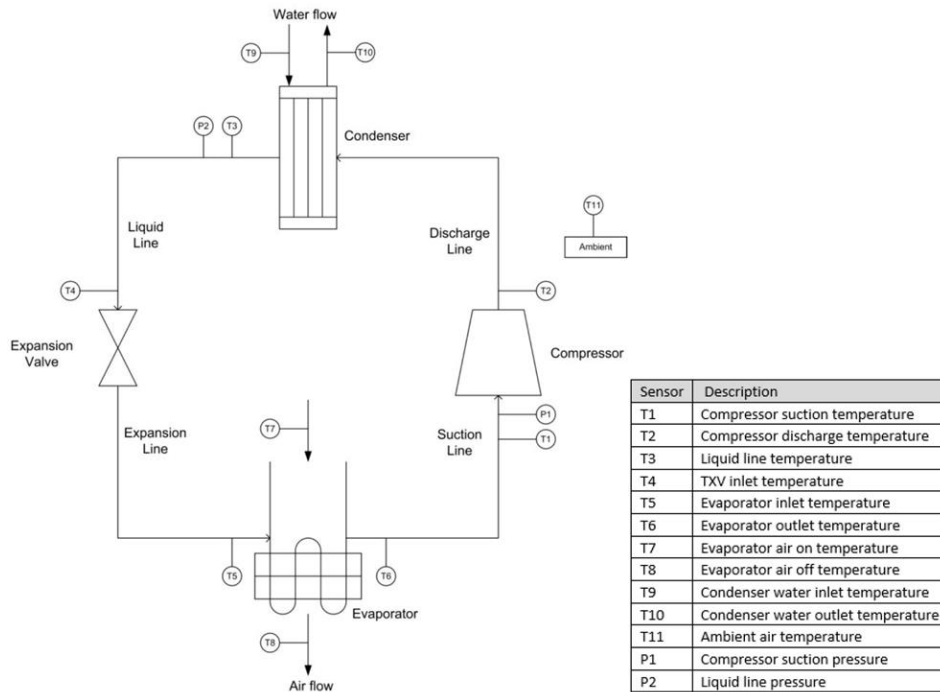 Water flow
T9
T10
P2
T3
Condenser
T11
Ambient
Liquid
Line
Discharge
Line
T4
T2
Expansion
Valve
Compressor
P1
T1
Suction
Line
Expansion
Line
T7
T5
T6
Evaporator
T8
Air flow
Sensor Description
T1 Compressor suction temperature
T2 Compressor discharge temperature
T3 Liquid line temperature
T4 TXV inlet temperature
T5 Evaporator inlet temperature
T6 Evaporator outlet temperature
T7 Evaporator air on temperature
T8 Evaporator air off temperature
T9 Condenser water inlet temperature
T10 Condenser water outlet temperature
T11 Ambient air temperature
P1 Compressor suction pressure
P2 Liquid line pressure